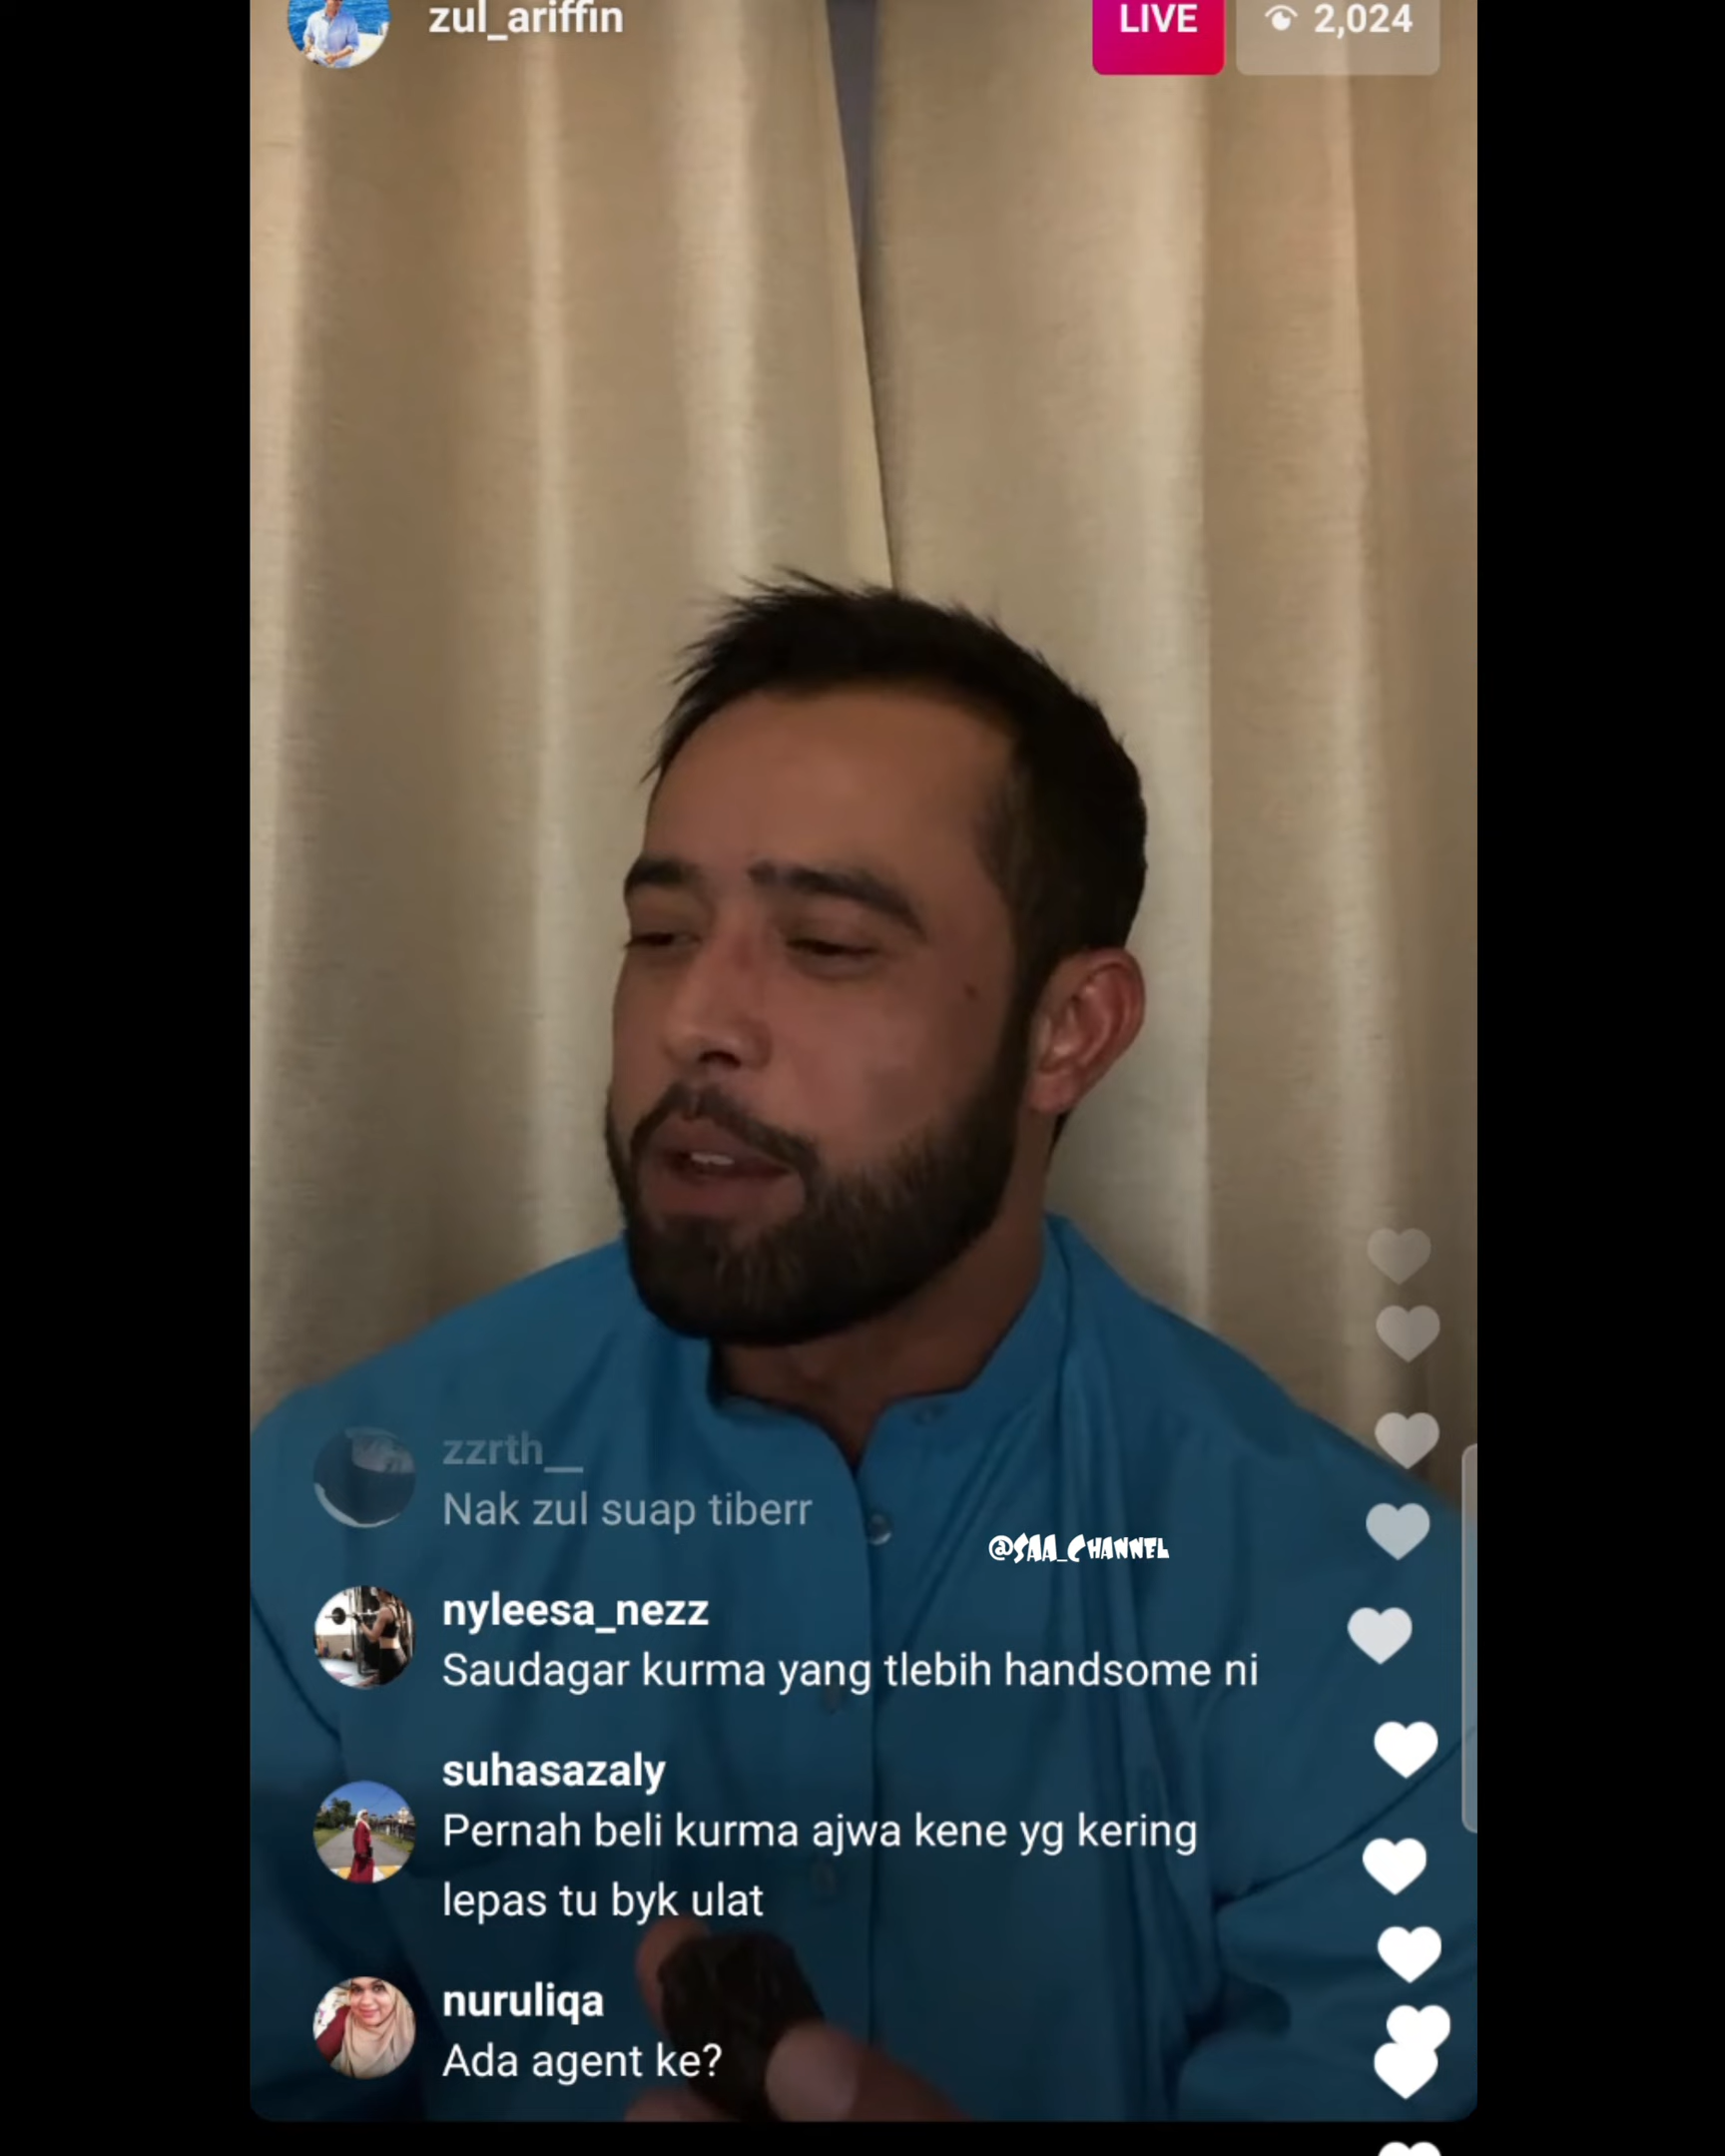 zul_ariffin
LIVE
2,024
zzrth__
Nak zul suap tiberr
@SAA_CHANNEL
nyleesa_nezz
Saudagar kurma yang tlebih handsome ni
suhasazaly
Pernah beli kurma ajwa kene yg kering
lepas tu byk ulat
nuruliqa
Ada agent ke?